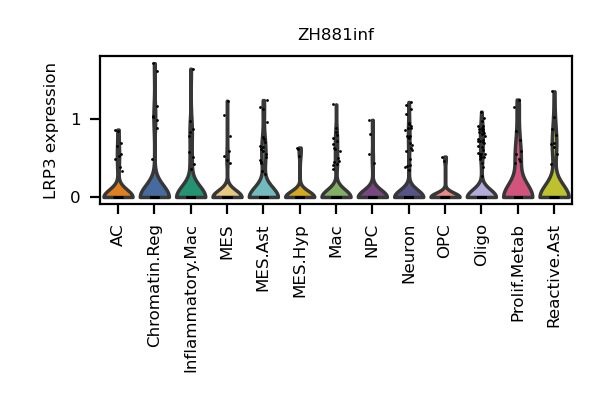 ZH881inf
LRP3 expression
1
0
AC
Chromatin.Reg
Inflammatory.Mac
MES
MES.Ast
MES.Hyp
Mac
NPC
Neuron
OPC
Oligo
Prolif.Metab
Reactive.Ast